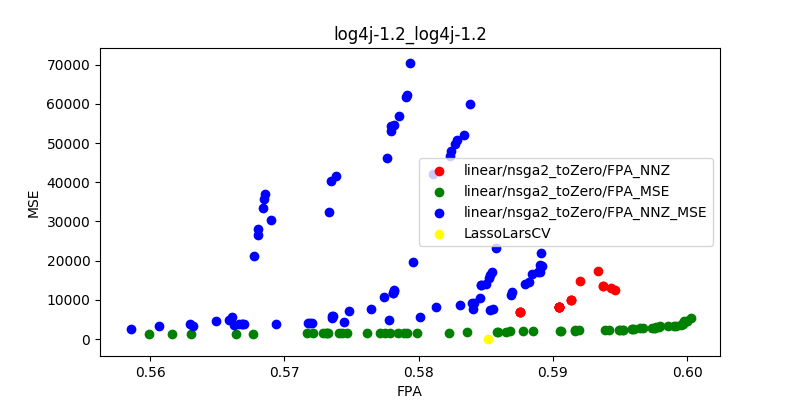 log4j-1.2_log4j-1.2
70000
60000
50000
40000
30000
20000
10000
0
MSE
linear/nsga2_toZero/FPA_NNZ
linear/nsga2_toZero/FPA_MSE
linear/nsga2_toZero/FPA_NNZ_MSE
LassoLarsCV
0.56
0.57
0.58
0.59
0.60
FPA